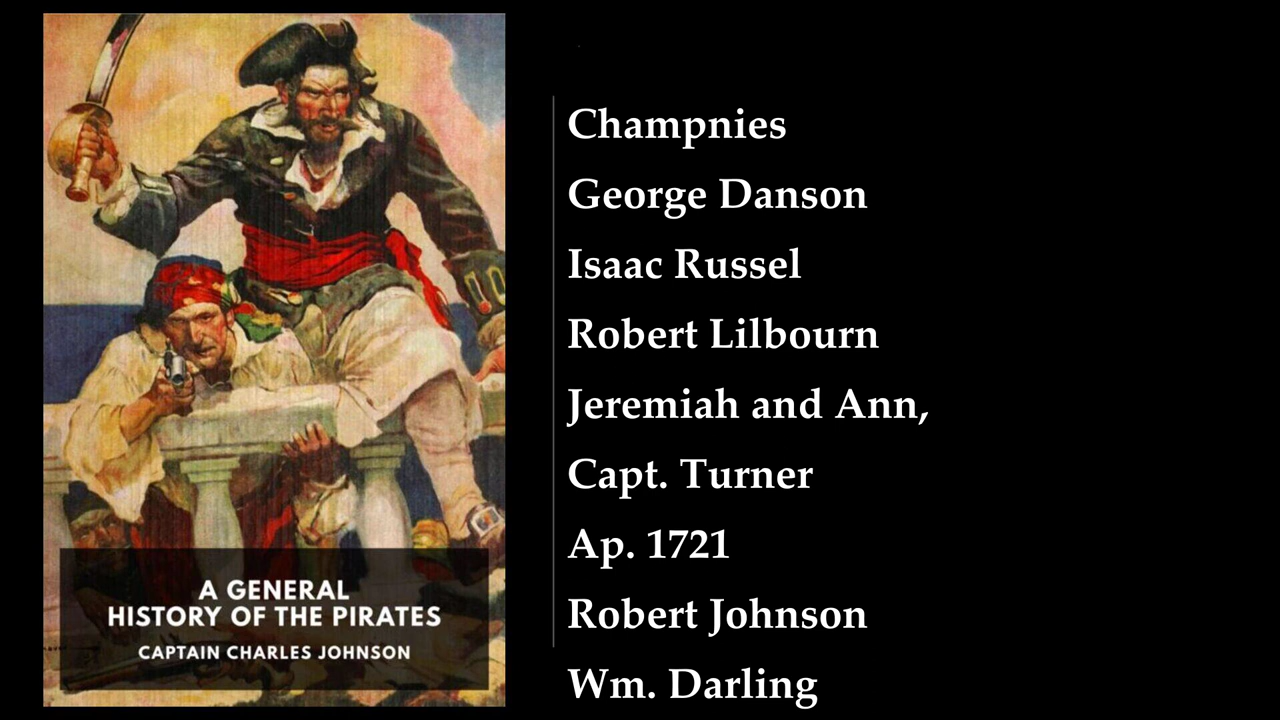 A GENERAL
HISTORY OF THE PIRATES
CAPTAIN CHARLES JOHNSON
Champnies
George Danson
Isaac Russel
Robert Lilbourn
Jeremiah and Ann,
Capt. Turner
Ap. 1721
Robert Johnson
Wm. Darling